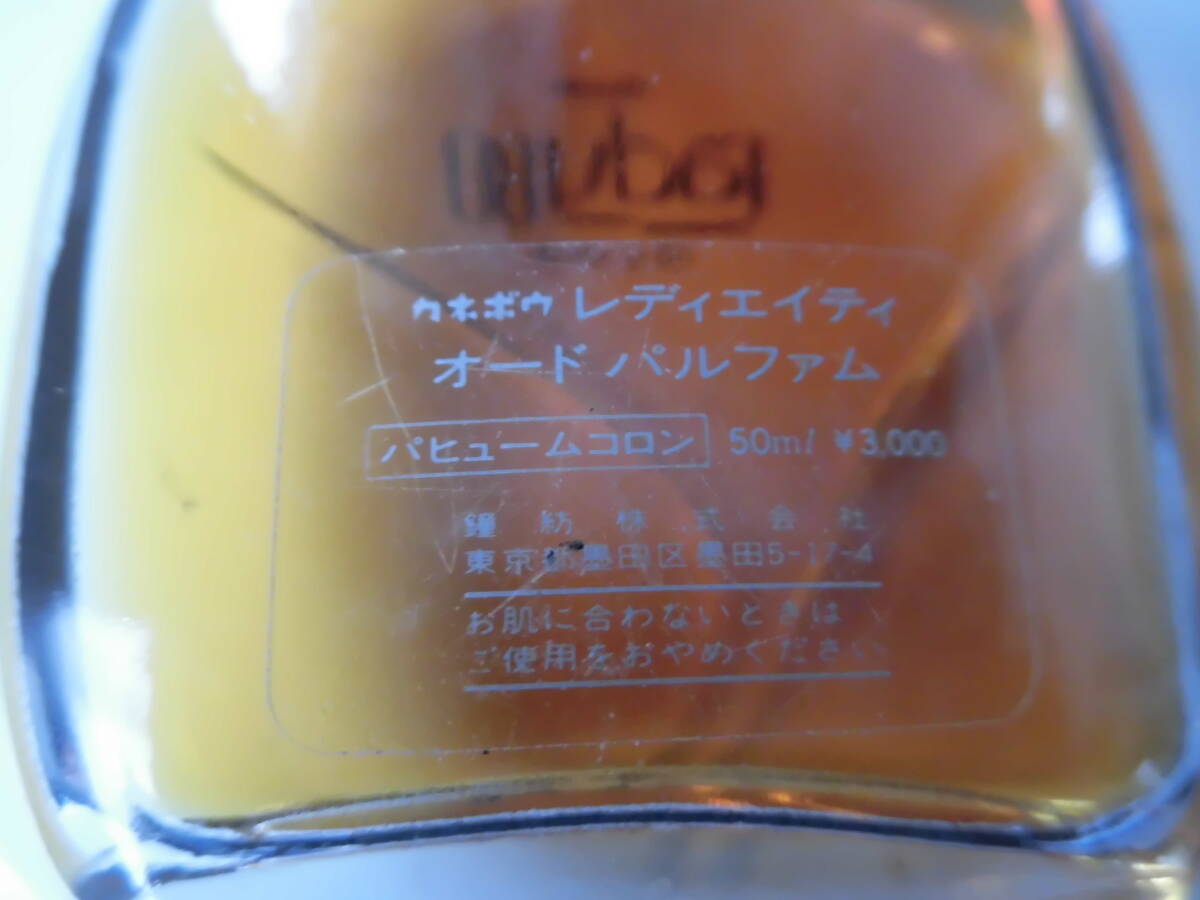 カネボウ レディエイティ
オード パルファム
パヒュームコロン 50ml ¥3,000
鐘紡株式会社
東京都墨田区墨田5-17-4
お肌に合わないときは
ご使用をおやめください